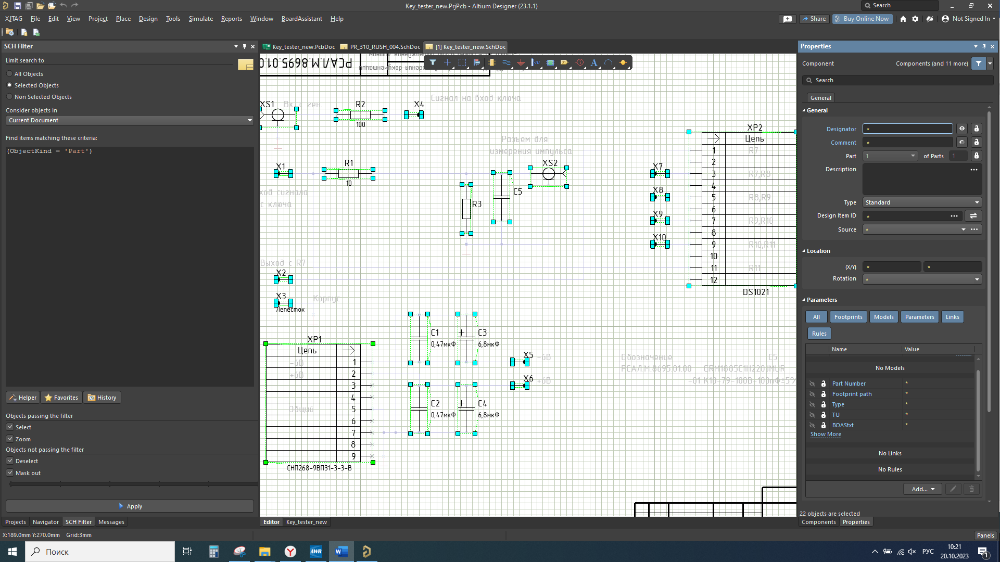 Key_tester_new.PrjPcb - Altium Designer (23.1.1)
Search
XJTAG File Edit View Project Place Design Tools Simulate Reports Window BoardAssistant Help
Share
Buy Online Now
Not Signed In
SCH Filter
Limit search to
All Objects
Selected Objects
Non Selected Objects
Consider objects in
Current Document
Find items matching these criteria:
(ObjectKind = 'Part')
Helper
Favorites
History
Objects passing the filter
Select
Zoom
Objects not passing the filter
Deselect
Mask out
Apply
Projects Navigator SCH Filter Messages
X:189.0mm Y:270.0mm Grid:3mm
Key_tester_new.PcbDoc
PR_310_RUSH_004.SchDoc
[1] Key_tester_new.SchDoc
РСАЛ.М.8695.01.0
XS1
Вх. с ген.
R2
100
X4
Сигнал на вход ключа
Разъем для
измерения импульса
X1
R1
10
XS2
ход сигнала
с ключа
R3
C5
X7
X8
X9
X10
XP2
Цепь
1 R7
2
3 R7,R8
4
5 R8,R9
6
7 R9,R10
8
9 R10,R11
10
11 R11
12
DS1021
Выход с R7
X2
X3
Корпус
Лепесток
XP1
Цепь
-6В 1
+6В 2
3
4
Общий 5
6
7
8
9
СНП268-9ВП31-3-3-В
C1
0,47мкФ
C3
6,8мкФ
C2
0,47мкФ
C4
6,8мкФ
X5 -6В
X6 +6В
Обозначение C5
РСАЛ.М.8695.01.00 CRM1885C1H220JMUR
-01 К10-79-100В-100пФ±5%
Editor Key_tester_new
Properties
Component
Components (and 11 more)
Search
General
General
Designator *
Comment *
Part 1 of Parts 1
Description
Type Standard
Design Item ID *
Source *
Location
(X/Y) * *
Rotation *
Parameters
All Footprints Models Parameters Links
Rules
Name Value
No Models
Part Number *
Footprint path *
Type *
TU *
BOAStxt *
Show More
No Links
No Rules
Add...
22 objects are selected
Components Properties
Panels
Поиск
AWR
РУС
10:21
20.10.2023
1